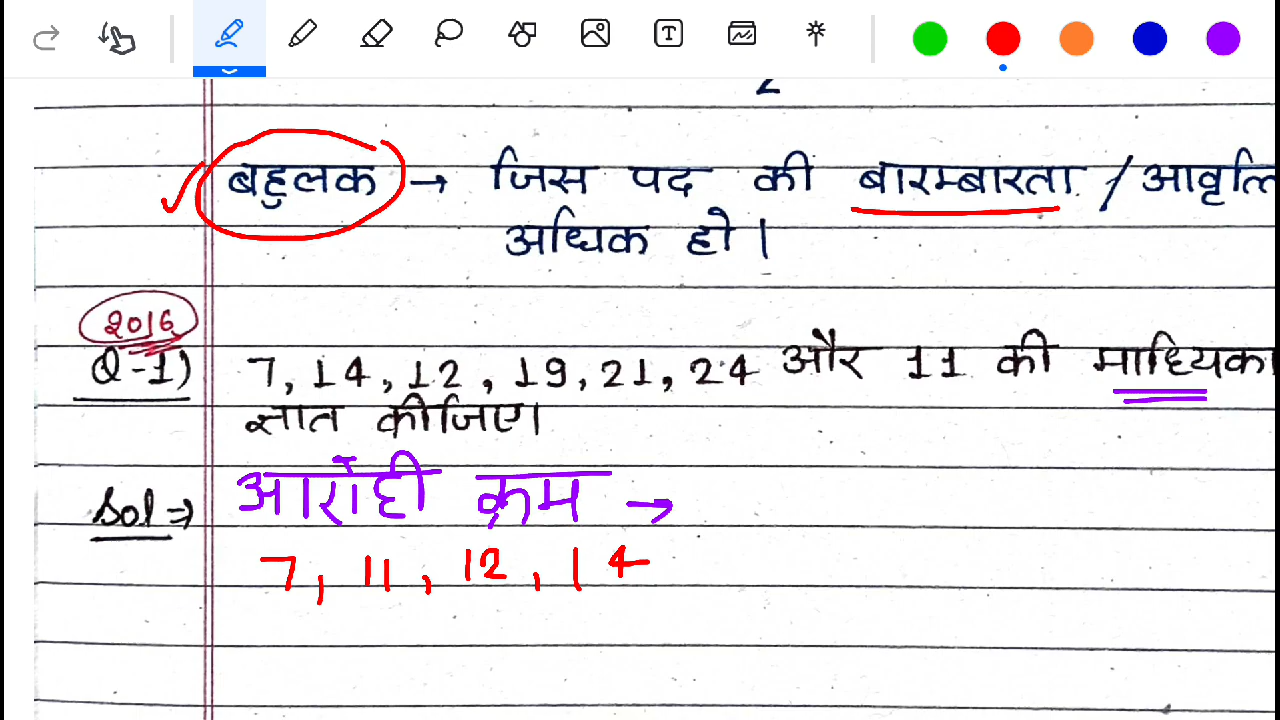 2
बहुलक → जिस पद की बारम्बारता / आवृत्ति
अधिक हो।
2016
Q-1) 7, 14, 12, 19, 21, 24 और 11 की माध्यिका
ज्ञात कीजिए।
Sol ⇒ आरोही क्रम →
7, 11, 12, 14